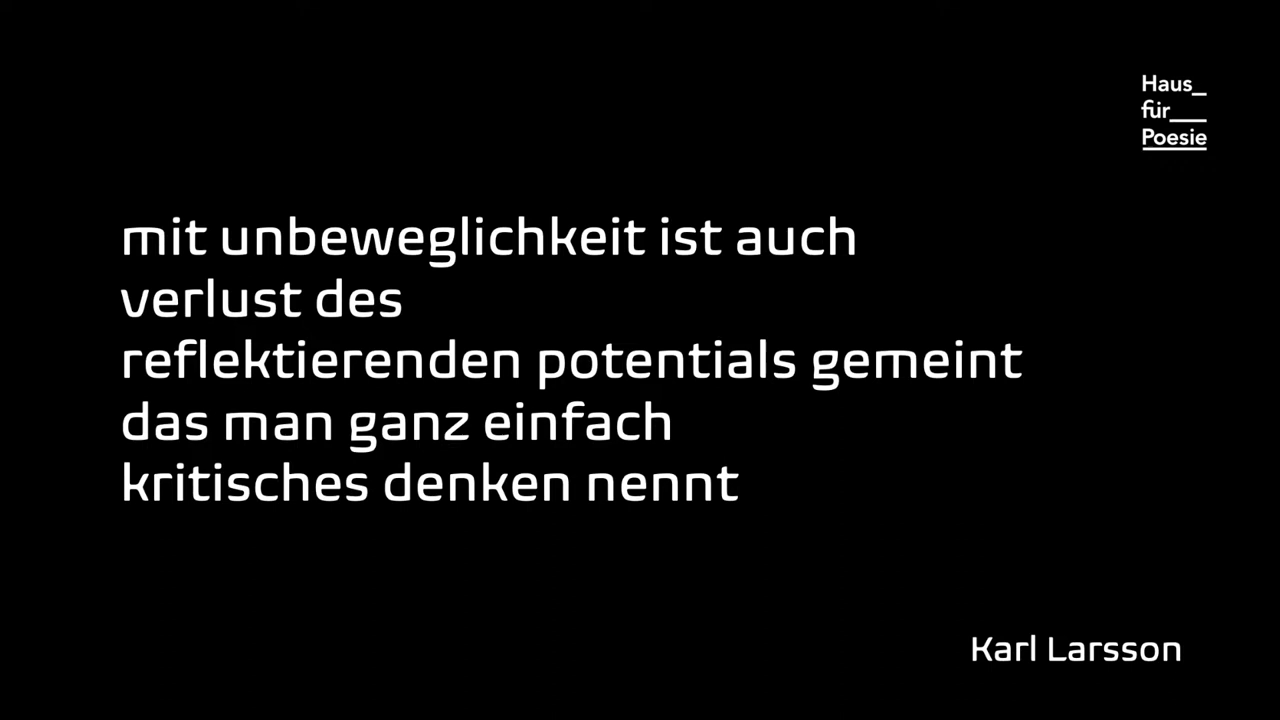 Haus_
für___
Poesie
mit unbeweglichkeit ist auch
verlust des
reflektierenden potentials gemeint
das man ganz einfach
kritisches denken nennt
Karl Larsson